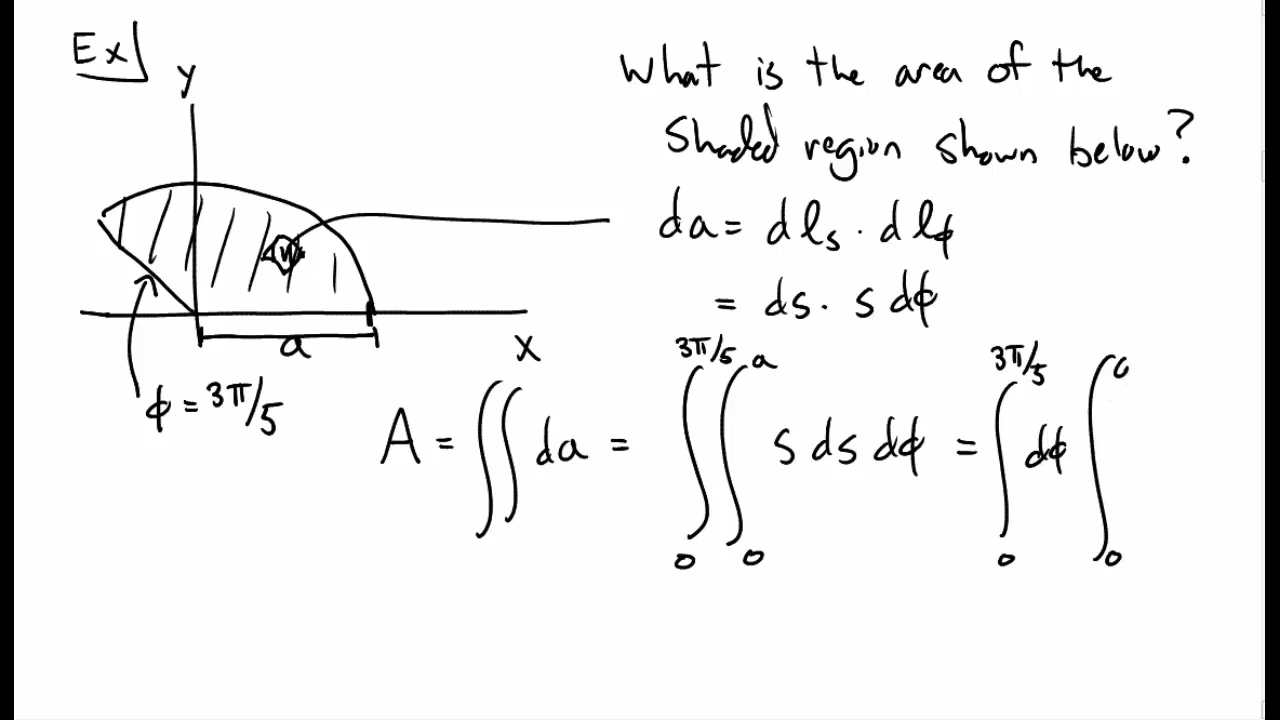 Ex
y
What is the area of the
Shaded region shown below?
da = dl_s · dl_ϕ
= ds · s dϕ
a
x
ϕ = 3π/5
A = ∬ da = ∫_0^{3π/5} ∫_0^a s ds dϕ = ∫_0^{3π/5} dϕ ∫_0